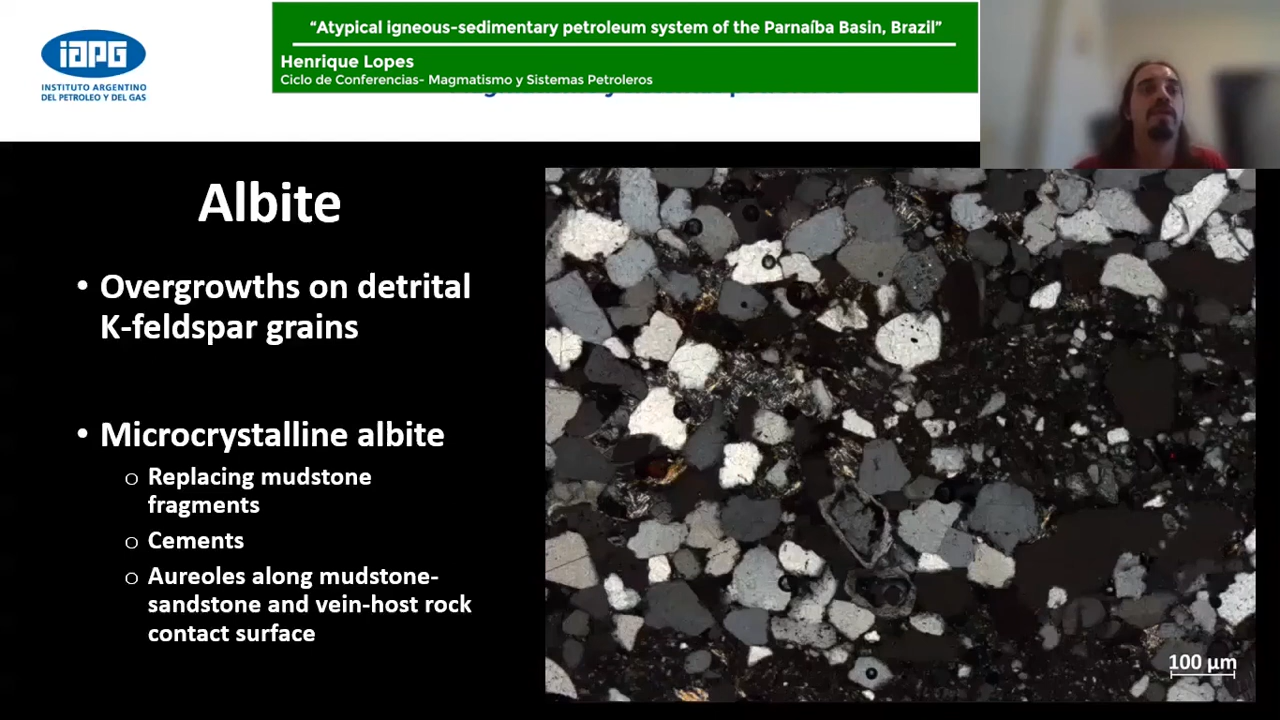 iAPG
INSTITUTO ARGENTINO
DEL PETROLEO Y DEL GAS
“Atypical igneous-sedimentary petroleum system of the Parnaíba Basin, Brazil”
Henrique Lopes
Ciclo de Conferencias- Magmatismo y Sistemas Petroleros
Albite
• Overgrowths on detrital
K-feldspar grains
• Microcrystalline albite
o Replacing mudstone
fragments
o Cements
o Aureoles along mudstone-
sandstone and vein-host rock
contact surface
100 µm